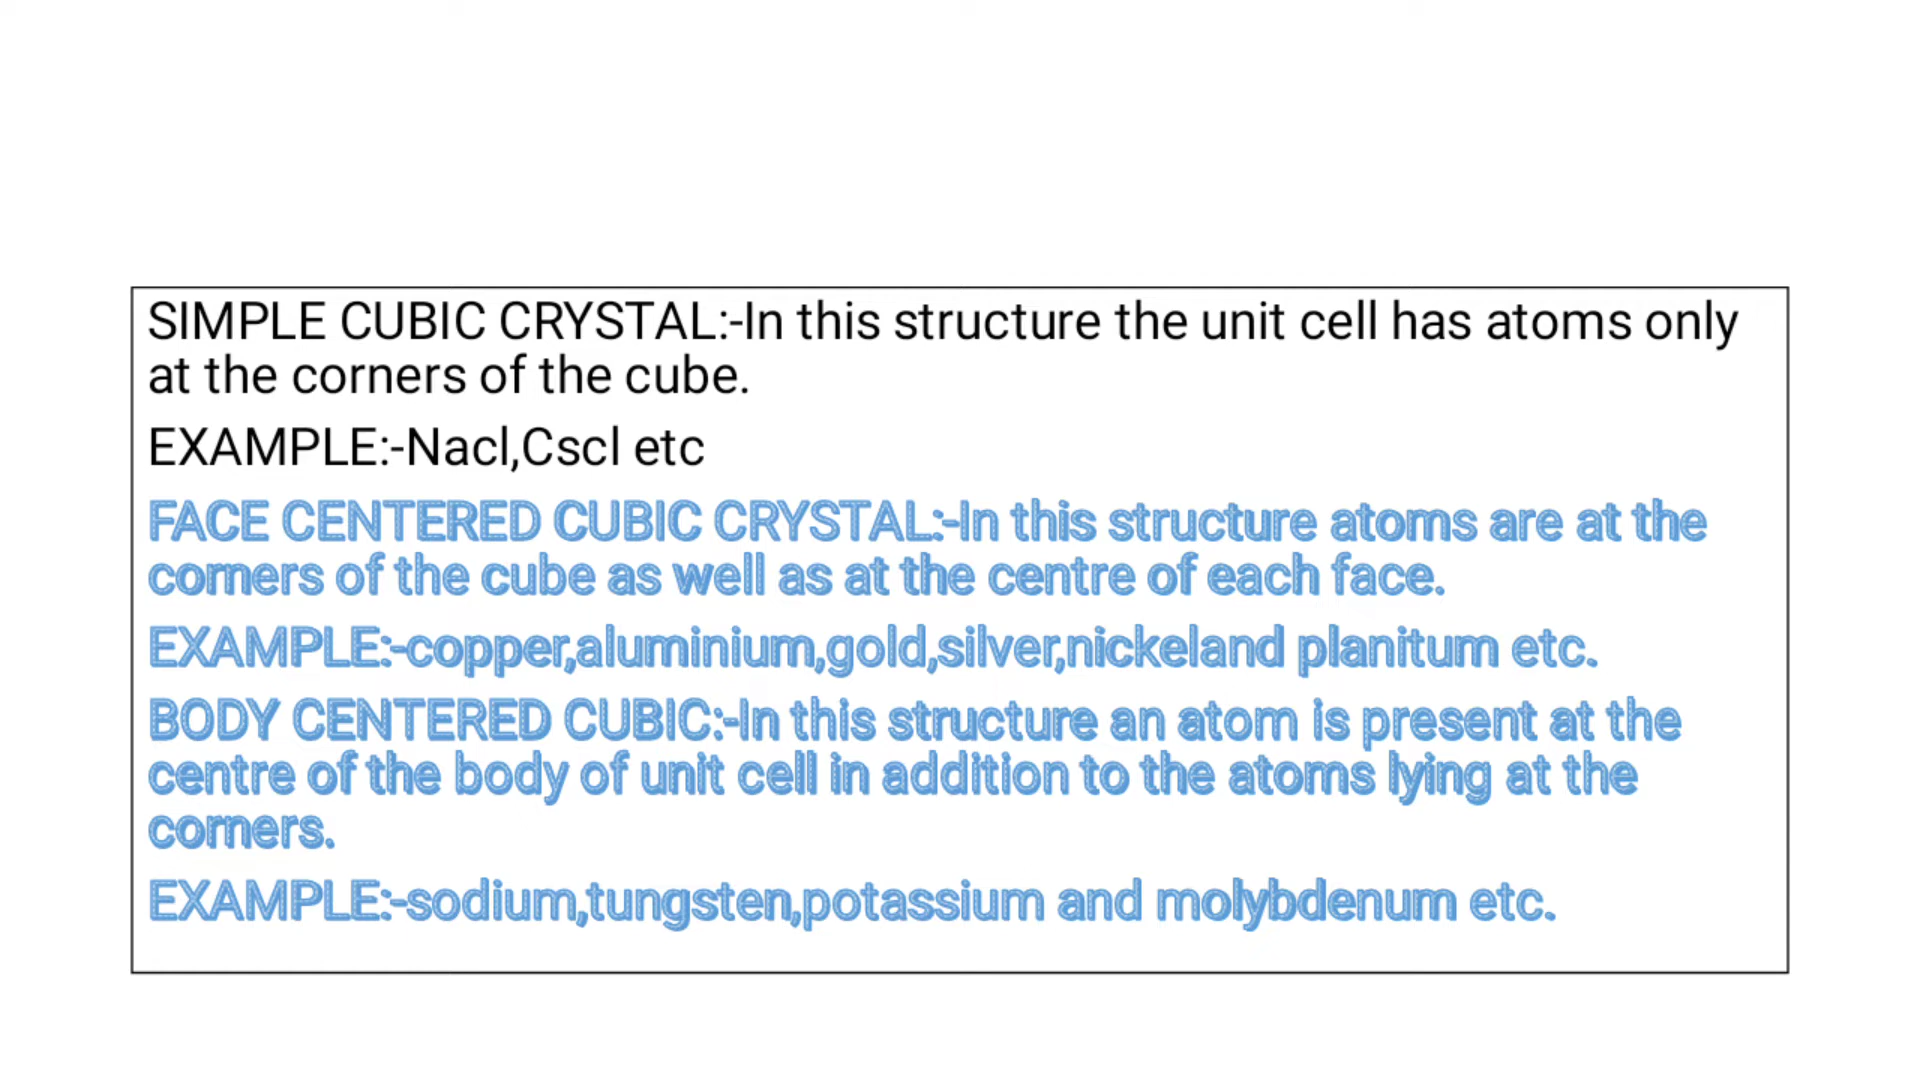 SIMPLE CUBIC CRYSTAL:-In this structure the unit cell has atoms only
at the corners of the cube.
EXAMPLE:-Nacl,Cscl etc
FACE CENTERED CUBIC CRYSTAL:-In this structure atoms are at the
corners of the cube as well as at the centre of each face.
EXAMPLE:-copper,aluminium,gold,silver,nickeland planitum etc.
BODY CENTERED CUBIC:-In this structure an atom is present at the
centre of the body of unit cell in addition to the atoms lying at the
corners.
EXAMPLE:-sodium,tungsten,potassium and molybdenum etc.